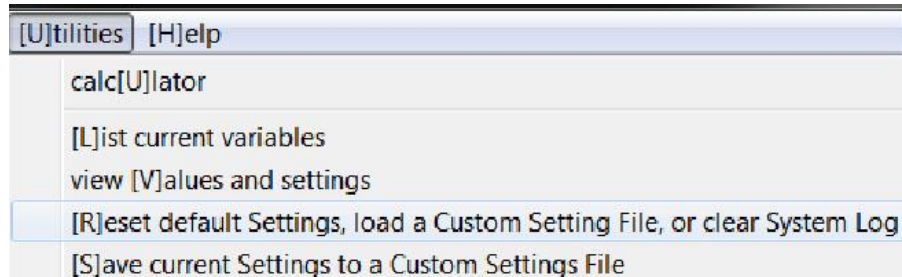 [U]tilities [H]elp
calc[U]lator
[L]ist current variables
view [V]alues and settings
[R]eset default Settings, load a Custom Setting File, or clear System Log
[S]ave current Settings to a Custom Settings File